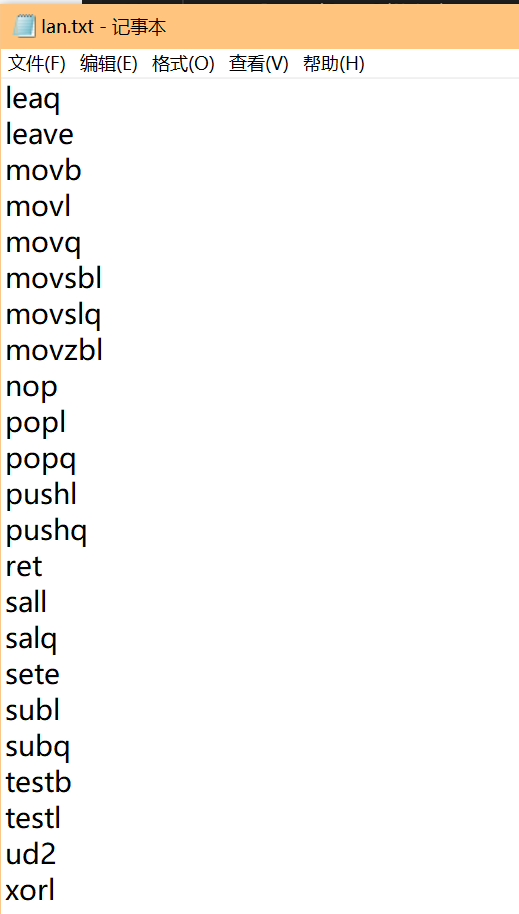 lan.txt - 记事本
文件(F) 编辑(E) 格式(O) 查看(V) 帮助(H)
leaq
leave
movb
movl
movq
movsbl
movslq
movzbl
nop
popl
popq
pushl
pushq
ret
sall
salq
sete
subl
subq
testb
testl
ud2
xorl